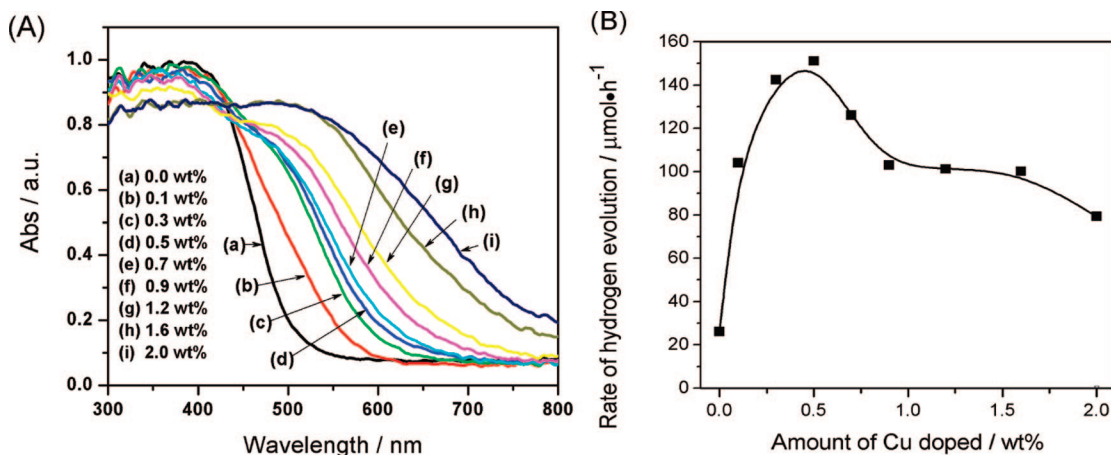 (A)
Abs / a.u.
1.0
0.8
0.6
0.4
0.2
0.0
(a) 0.0 wt%
(b) 0.1 wt%
(c) 0.3 wt%
(d) 0.5 wt%
(e) 0.7 wt%
(f) 0.9 wt%
(g) 1.2 wt%
(h) 1.6 wt%
(i) 2.0 wt%
(a)
(b)
(c)
(d)
(e)
(f)
(g)
(h)
(i)
300 400 500 600 700 800
Wavelength / nm
(B)
Rate of hydrogen evolution / μmol•h⁻¹
160
140
120
100
80
60
40
20
0
0.0 0.5 1.0 1.5 2.0
Amount of Cu doped / wt%